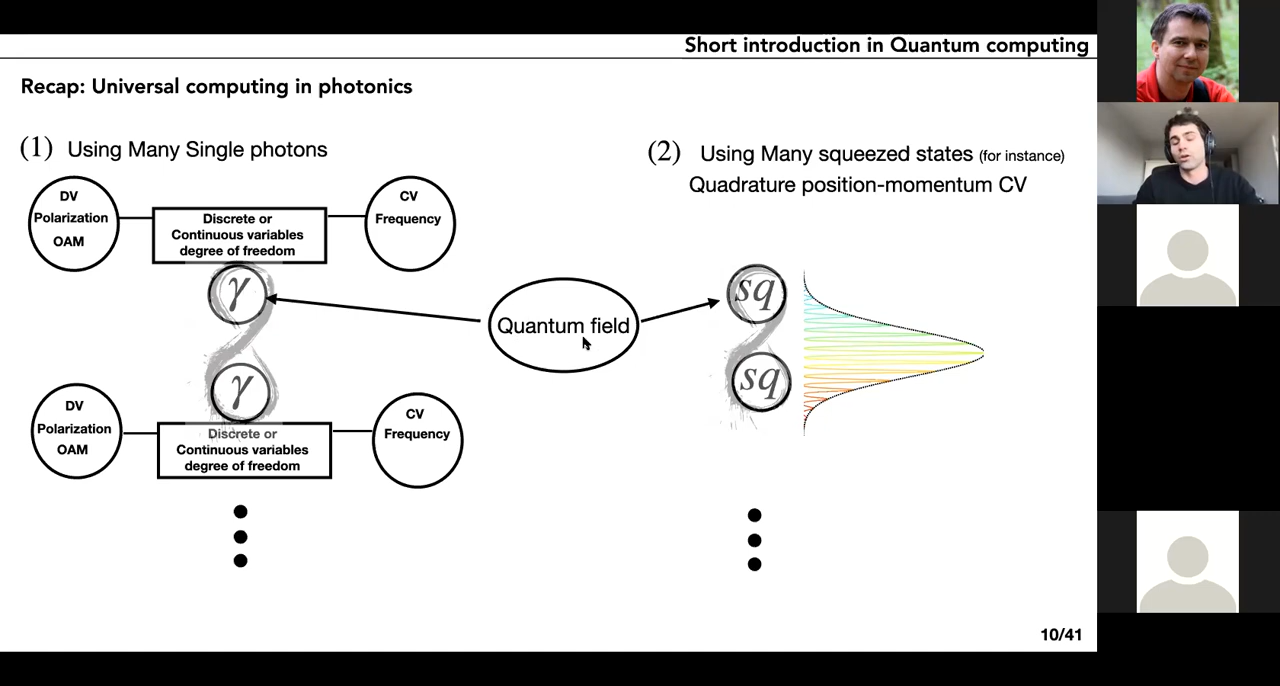 Short introduction in Quantum computing
Recap: Universal computing in photonics
(1) Using Many Single photons
DV
Polarization
OAM
Discrete or
Continuous variables
degree of freedom
CV
Frequency
γ
γ
DV
Polarization
OAM
Discrete or
Continuous variables
degree of freedom
CV
Frequency
Quantum field
(2) Using Many squeezed states (for instance)
Quadrature position-momentum CV
sq
sq
10/41